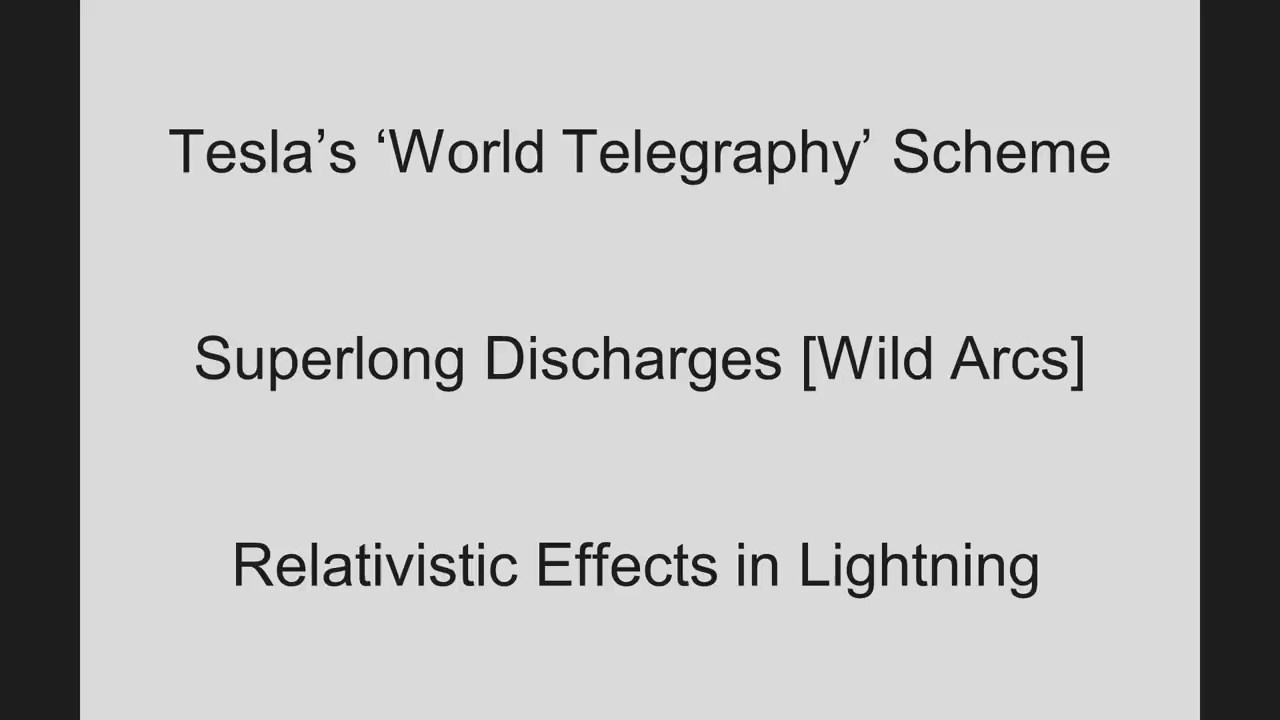 Tesla’s ‘World Telegraphy’ Scheme
Superlong Discharges [Wild Arcs]
Relativistic Effects in Lightning